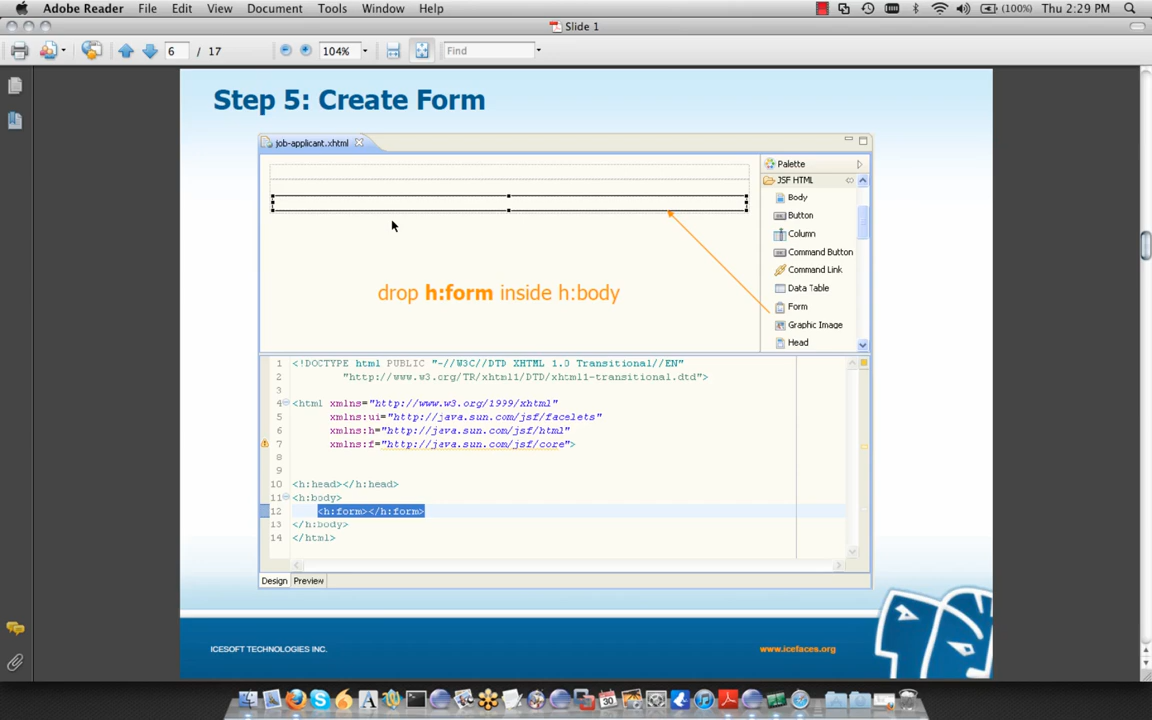 Adobe Reader File Edit View Document Tools Window Help (100%) Thu 2:29 PM
Slide 1
6 / 17 104% Find
Step 5: Create Form
job-applicant.xhtml
Palette
JSF HTML
Body
Button
Column
Command Button
Command Link
Data Table
Form
Graphic Image
Head
drop h:form inside h:body
1 <!DOCTYPE html PUBLIC "-//W3C//DTD XHTML 1.0 Transitional//EN"
2 "http://www.w3.org/TR/xhtml1/DTD/xhtml1-transitional.dtd">
3
4 <html xmlns="http://www.w3.org/1999/xhtml"
5 xmlns:ui="http://java.sun.com/jsf/facelets"
6 xmlns:h="http://java.sun.com/jsf/html"
7 xmlns:f="http://java.sun.com/jsf/core">
8
9
10 <h:head></h:head>
11 <h:body>
12 <h:form></h:form>
13 </h:body>
14 </html>
Design Preview
ICESOFT TECHNOLOGIES INC. www.icefaces.org
30